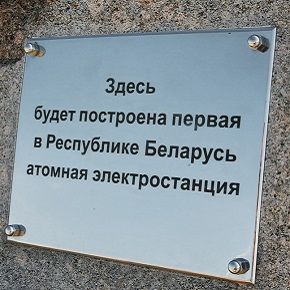 Здесь
будет построена первая
в Республике Беларусь
атомная электростанция